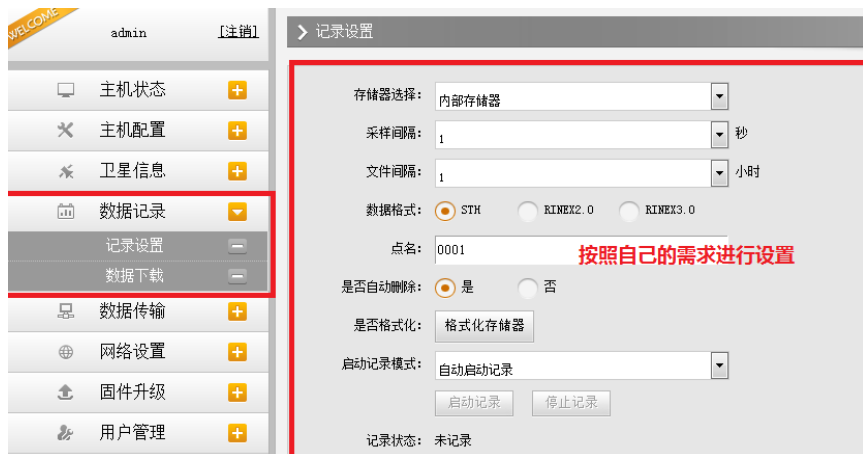 WELCOME
admin [注销]
主机状态
主机配置
卫星信息
数据记录
记录设置
数据下载
数据传输
网络设置
固件升级
用户管理
记录设置
存储器选择: 内部存储器
采样间隔: 1 秒
文件间隔: 1 小时
数据格式: STH RINEX2.0 RINEX3.0
点名: 0001
按照自己的需求进行设置
是否自动删除: 是 否
是否格式化: 格式化存储器
启动记录模式: 自动启动记录
启动记录 停止记录
记录状态: 未记录